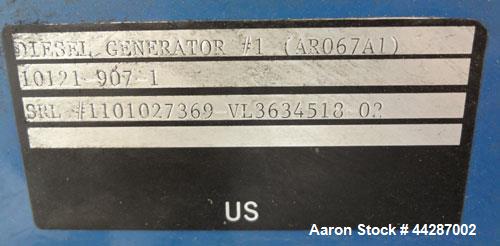 DIESEL GENERATOR #1 (AR067A1)
10121 907 1
SRL #1101027369 VL3634518 02
US
Aaron Stock # 44287002